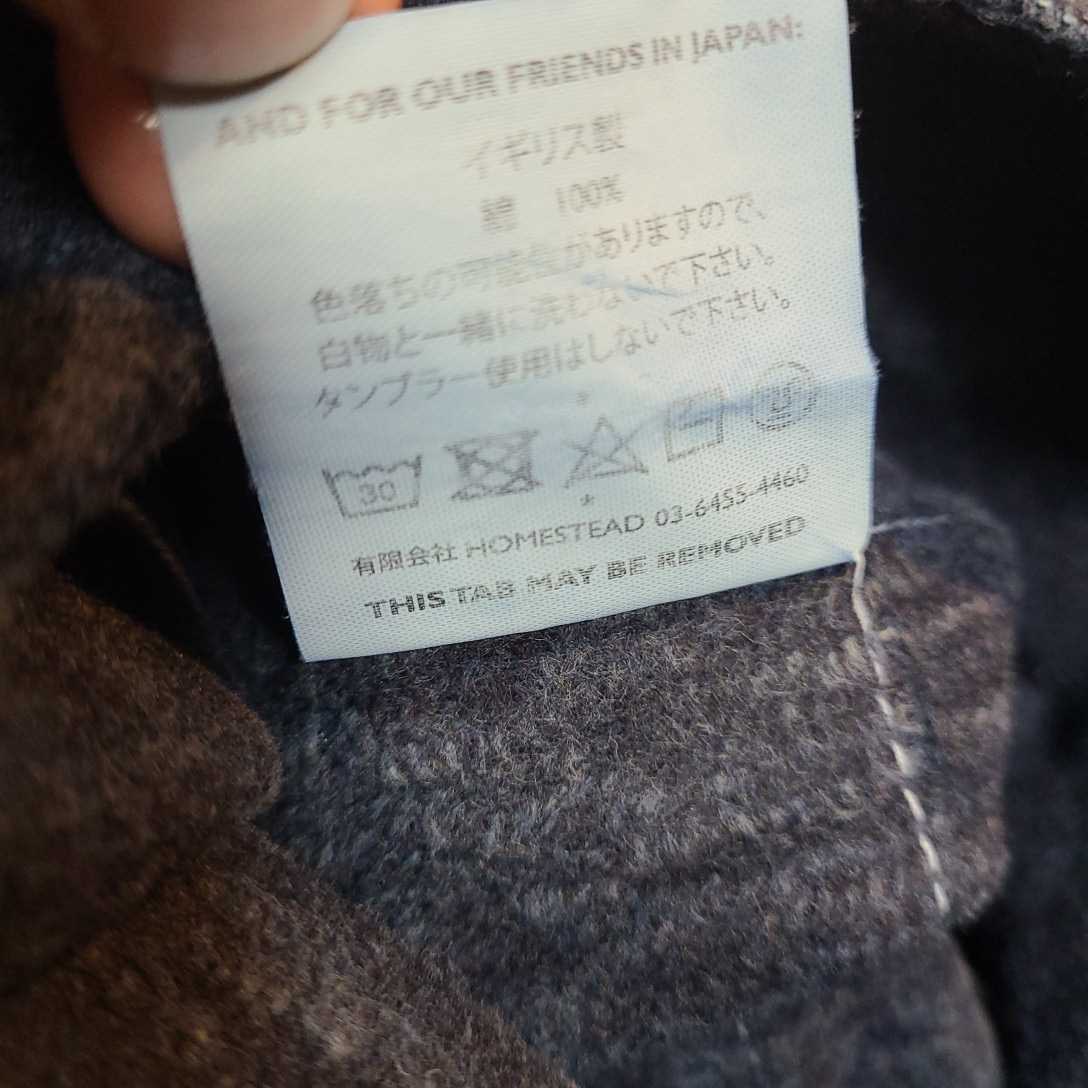 AND FOR OUR FRIENDS IN JAPAN:
イギリス製
綿 100%
色落ちの可能性がありますので、
白物と一緒に洗わないで下さい。
タンブラー使用はしないで下さい。
30
有限会社 HOMESTEAD 03-6455-4460
THIS TAB MAY BE REMOVED